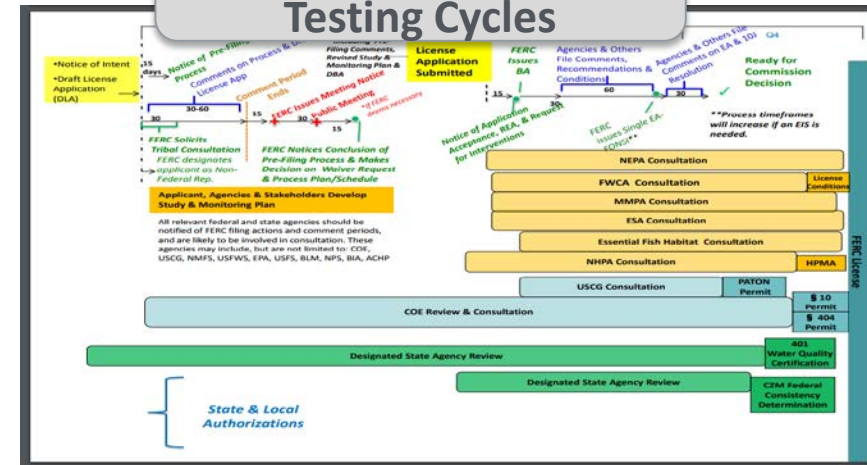 Testing Cycles
•Notice of Intent
•Draft License
Application
(DLA)
15
days
Notice of Pre-Filing
Process
Comments on Process &
License App
30-60
30
Comment Period
Ends
15
FERC Issues Meeting Notice
30
Public Meeting
15
*if FERC
deems necessary
Filing Comments,
Revised Study &
Monitoring Plan &
DBA
License
Application
Submitted
FERC Solicits
Tribal Consultation
FERC designates
applicant as Non-
Federal Rep.
FERC Notices Conclusion of
Pre-Filing Process & Makes
Decision on Waiver Request
& Process Plan/Schedule
Applicant, Agencies & Stakeholders Develop
Study & Monitoring Plan
All relevant federal and state agencies should be
notified of FERC filing actions and comment periods,
and are likely to be involved in consultation. These
agencies may include, but are not limited to: COE,
USCG, NMFS, USFWS, EPA, USFS, BLM, NPS, BIA, ACHP
FERC
Issues
BA
Agencies & Others
File Comments,
Recommendations &
Conditions
Agencies & Others File
Comments on EA & 10J
Resolution
Ready for
Commission
Decision
15
30
60
30
Notice of Application
Acceptance, REA, & Request
for Interventions
FERC
Issues Single EA-
FONSI**
**Process timeframes
will increase if an EIS is
needed.
NEPA Consultation
FWCA Consultation
License
Conditions
MMPA Consultation
ESA Consultation
Essential Fish Habitat Consultation
NHPA Consultation
HPMA
USCG Consultation
PATON
Permit
COE Review & Consultation
§ 10
Permit
§ 404
Permit
FERC License
Designated State Agency Review
401
Water Quality
Certification
Designated State Agency Review
CZM Federal
Consistency
Determination
State & Local
Authorizations